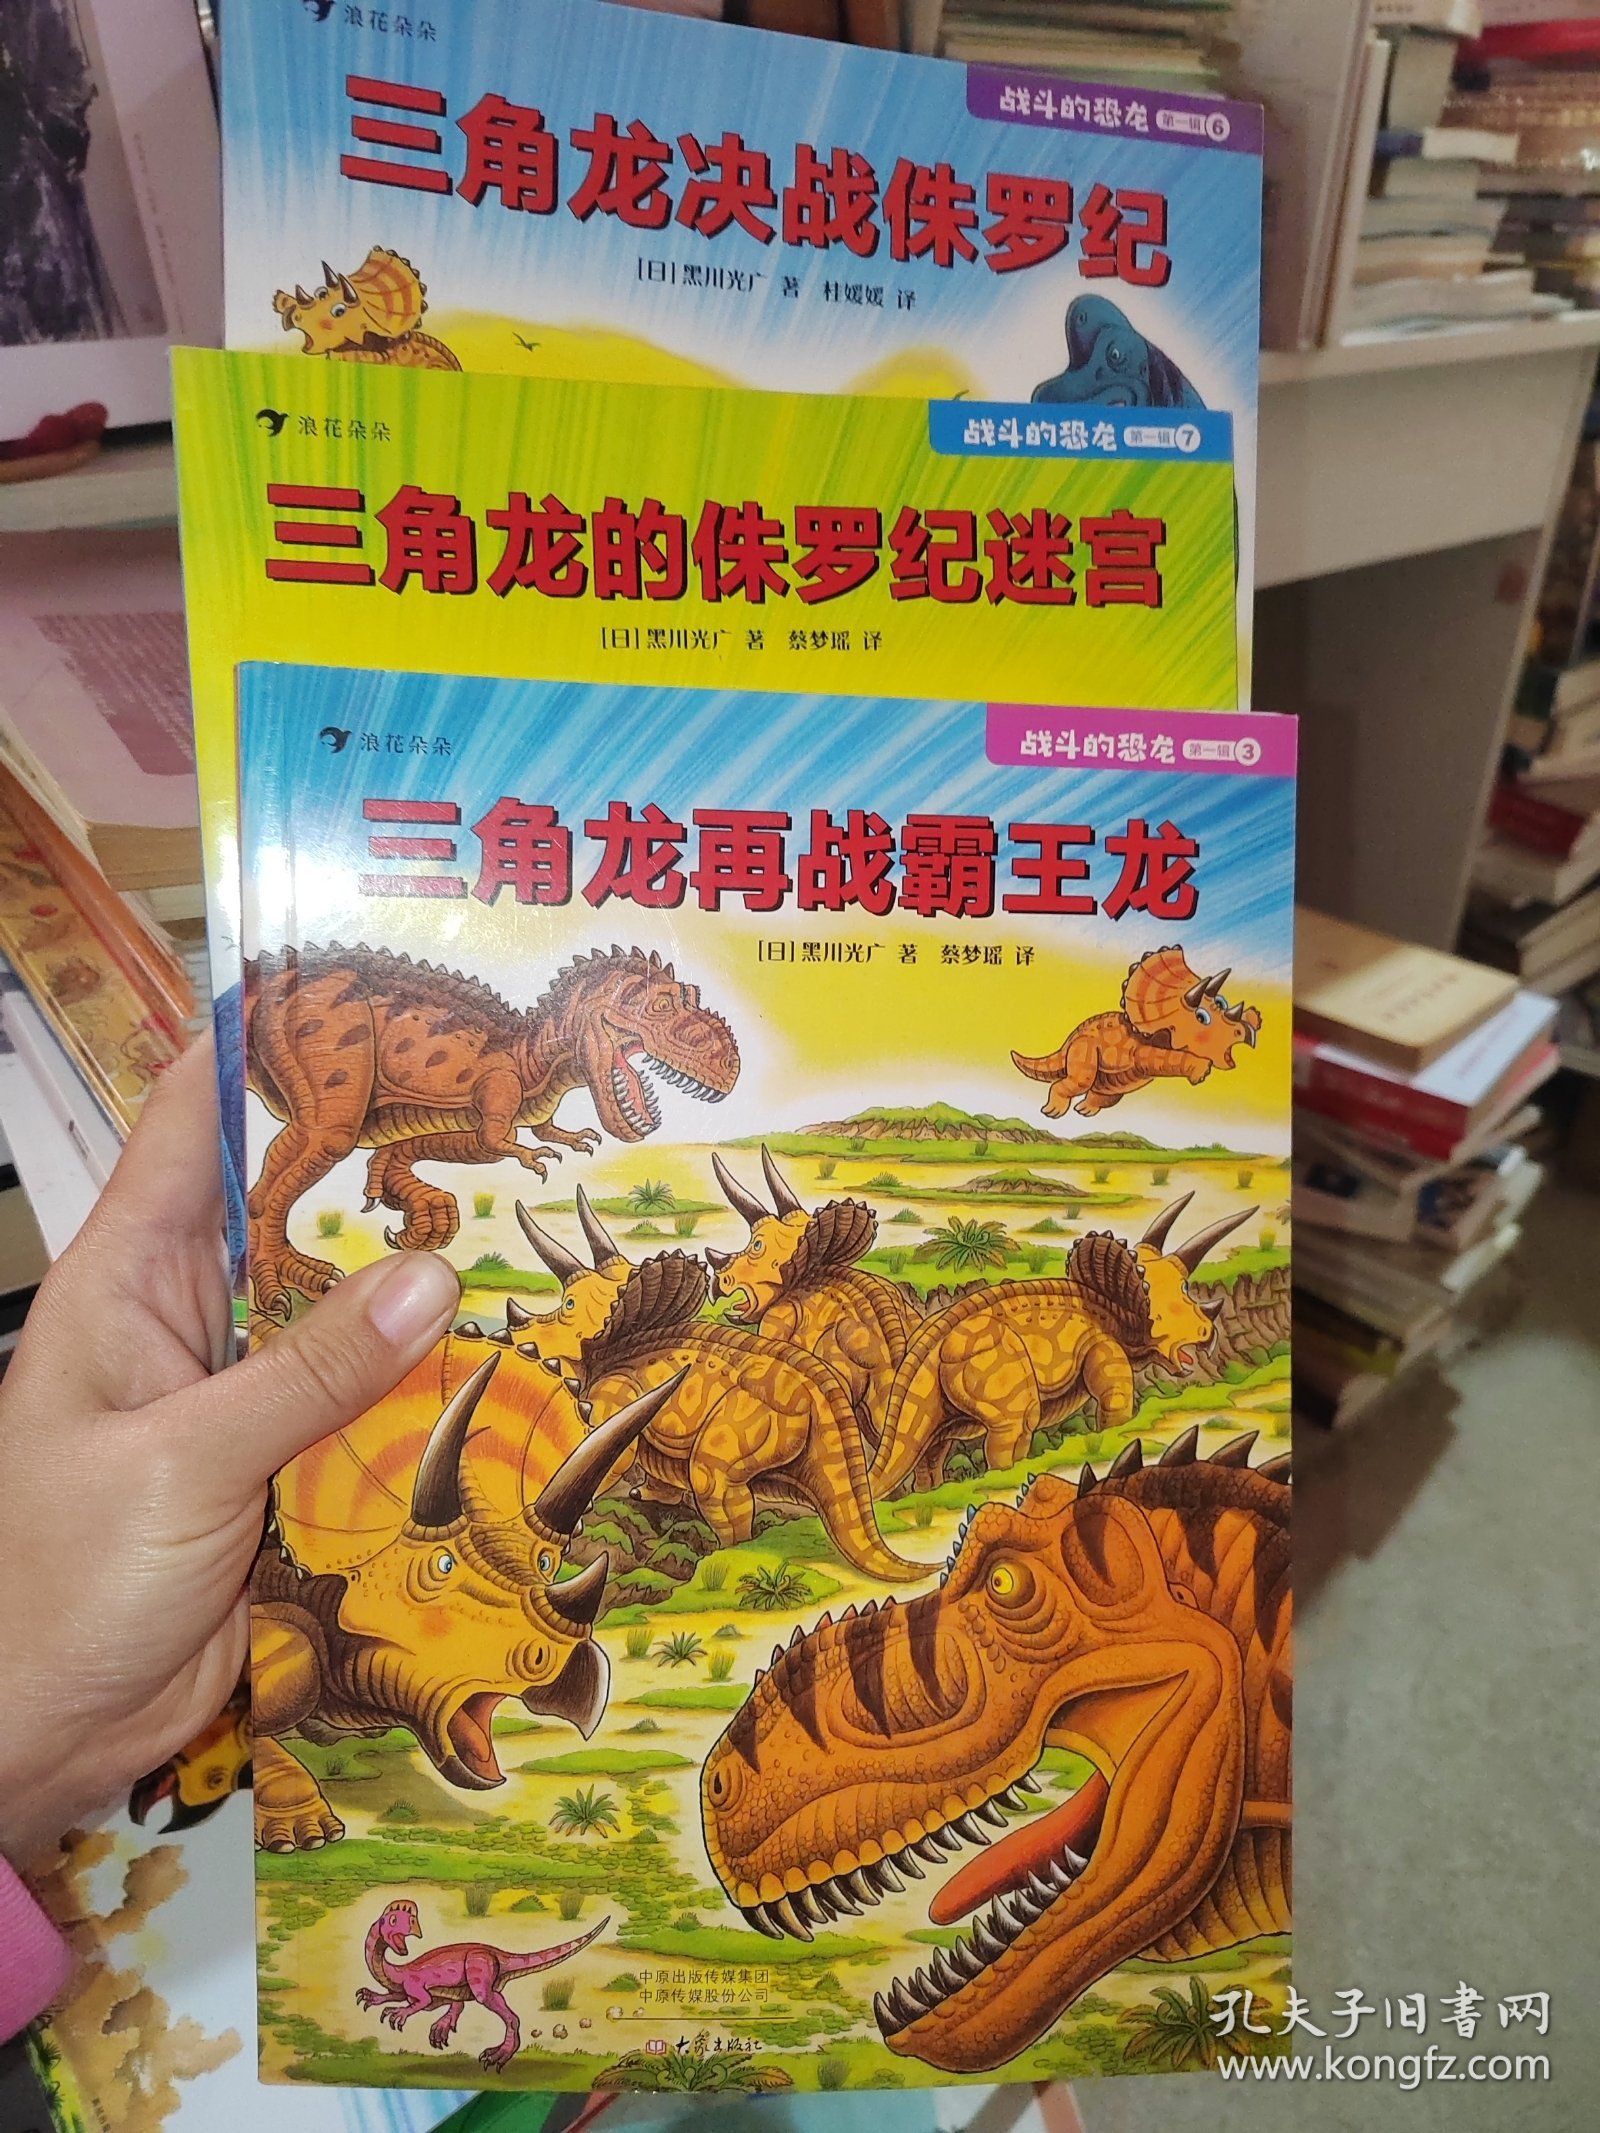 浪花朵朵
战斗的恐龙 第一辑 6
三角龙决战侏罗纪
[日]黑川光广 著 桂媛媛 译
浪花朵朵
战斗的恐龙 第一辑 7
三角龙的侏罗纪迷宫
[日]黑川光广 著 蔡梦瑶 译
浪花朵朵
战斗的恐龙 第一辑 3
三角龙再战霸王龙
[日]黑川光广 著 蔡梦瑶 译
中原出版传媒集团
中原传媒股份公司
大象出版社
孔夫子旧書网
www.kongfz.com